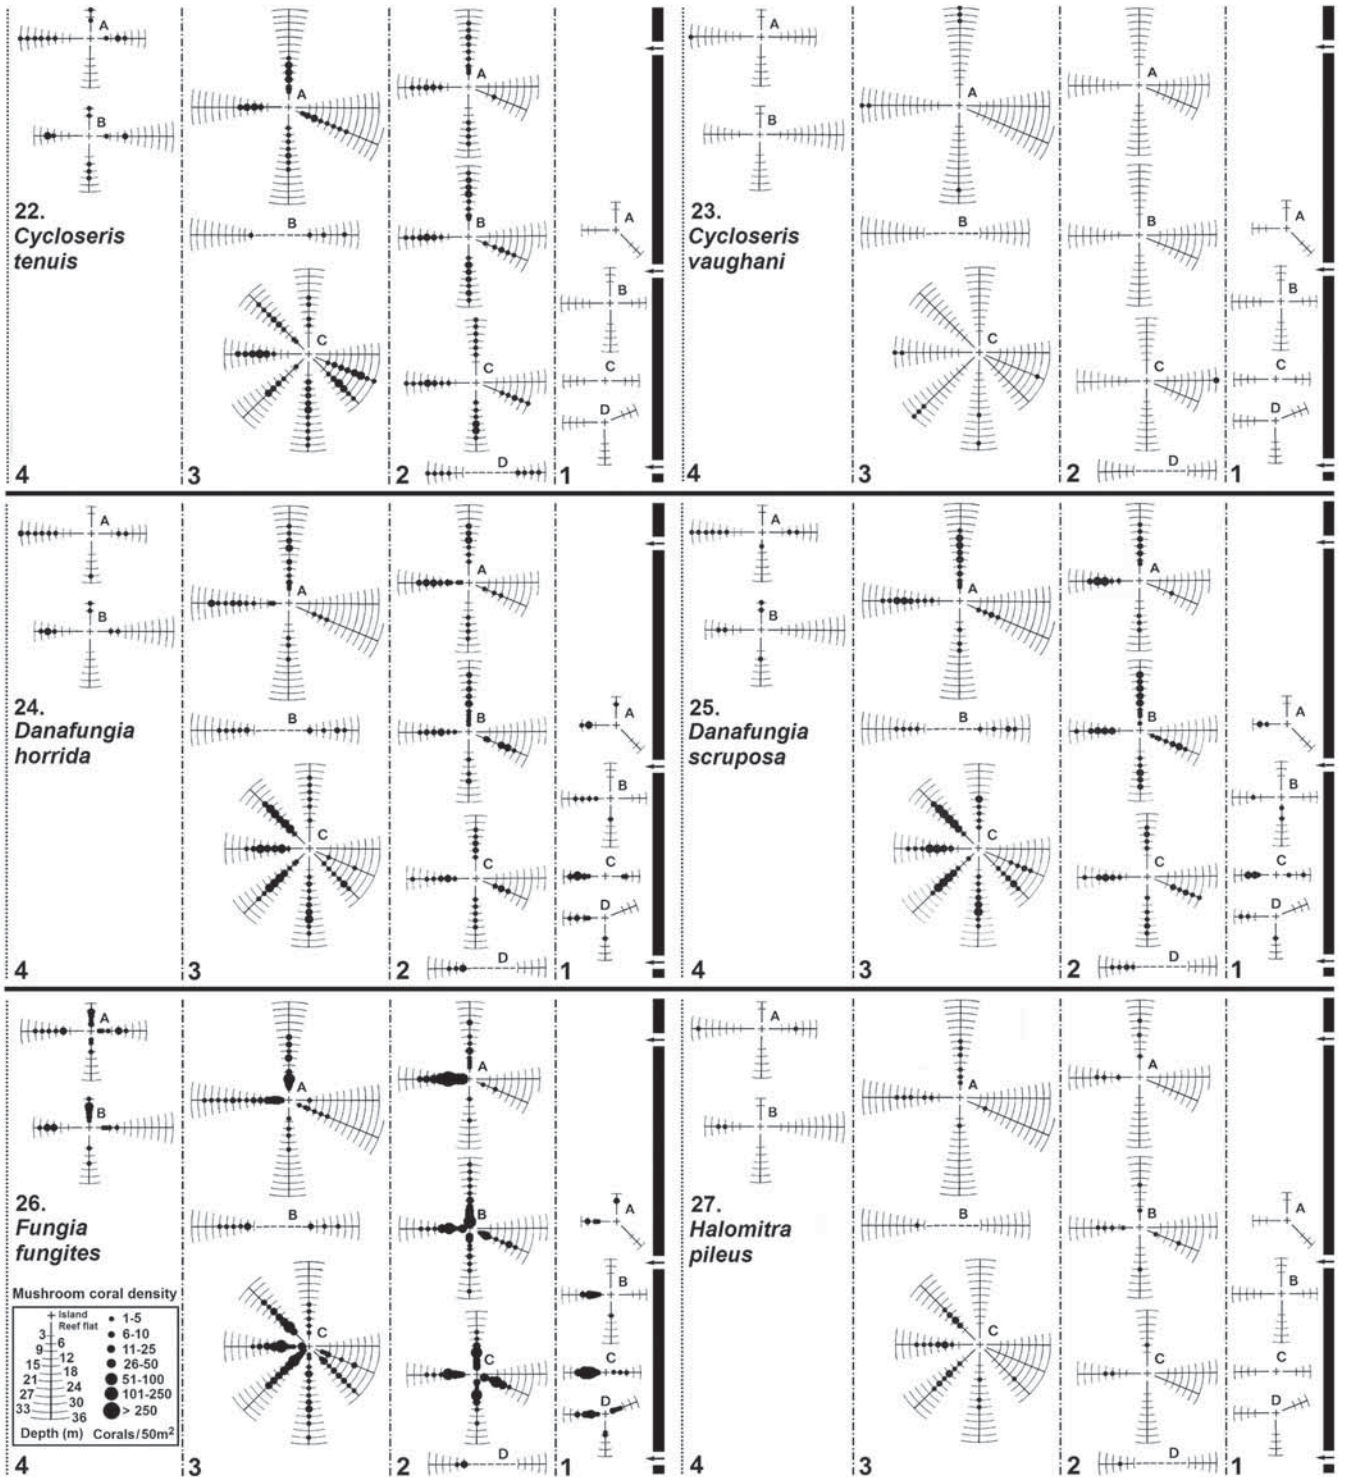 A
B
22.
Cycloseris
tenuis
4
A
B
C
3
A
B
C
D
2
A
B
C
D
1
A
B
23.
Cycloseris
vaughani
4
A
B
C
3
A
B
C
D
2
A
B
C
D
1
A
B
24.
Danafungia
horrida
4
A
B
C
3
A
B
C
D
2
A
B
C
D
1
A
B
25.
Danafungia
scruposa
4
A
B
C
3
A
B
C
D
2
A
B
C
D
1
A
B
26.
Fungia
fungites
Mushroom coral density
Island
Reef flat
3 6
9 12
15 18
21 24
27 30
33 36
Depth (m)
1-5
6-10
11-25
26-50
51-100
101-250
> 250
Corals/50m²
4
A
B
C
3
A
B
C
D
2
A
B
C
D
1
A
B
27.
Halomitra
pileus
4
A
B
C
3
A
B
C
D
2
A
B
C
D
1